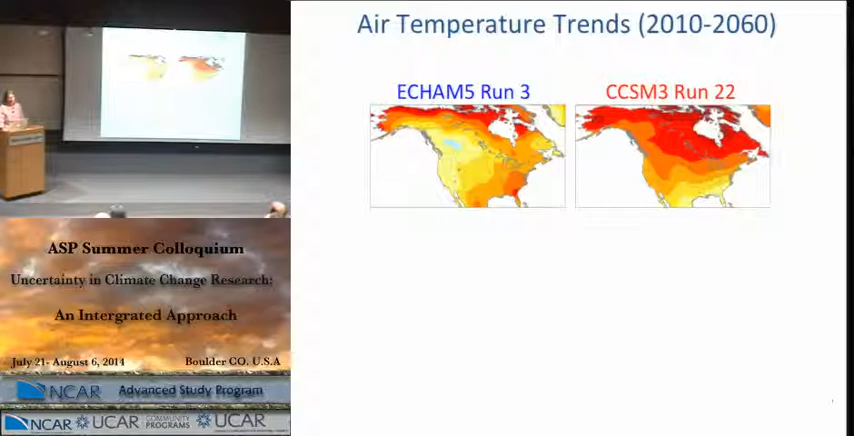 Air Temperature Trends (2010-2060)
ECHAM5 Run 3
CCSM3 Run 22
ASP Summer Colloquium
Uncertainty in Climate Change Research:
An Intergrated Approach
July 21- August 6, 2014
Boulder CO. U.S.A
NCAR Advanced Study Program
NCAR UCAR COMMUNITY PROGRAMS UCAR